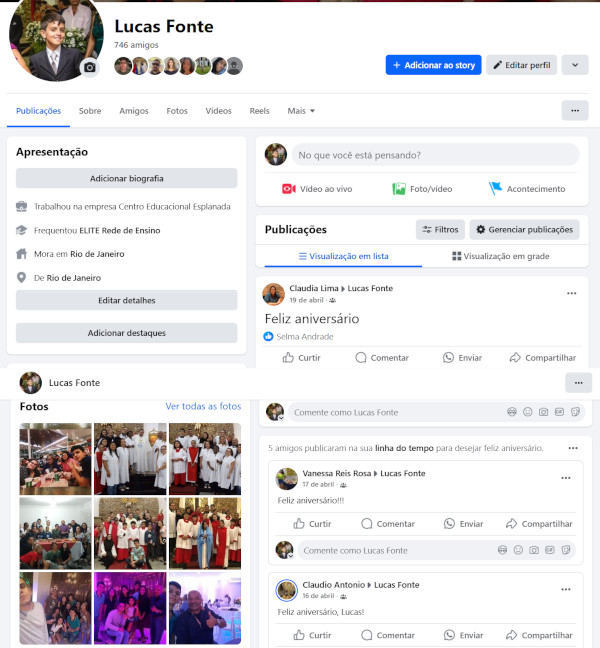 Lucas Fonte
746 amigos
+ Adicionar ao story
Editar perfil
Publicações Sobre Amigos Fotos Vídeos Reels Mais
Apresentação
Adicionar biografia
Trabalhou na empresa Centro Educacional Esplanada
Frequentou ELITE Rede de Ensino
Mora em Rio de Janeiro
De Rio de Janeiro
Editar detalhes
Adicionar destaques
No que você está pensando?
Vídeo ao vivo Foto/vídeo Acontecimento
Publicações Filtros Gerenciar publicações
Visualização em lista Visualização em grade
Claudia Lima Lucas Fonte
19 de abril ·
Feliz aniversário
Selma Andrade
Curtir Comentar Enviar Compartilhar
Lucas Fonte
Fotos Ver todas as fotos
Comente como Lucas Fonte
GIF
5 amigos publicaram na sua linha do tempo para desejar feliz aniversário.
Vanessa Reis Rosa Lucas Fonte
17 de abril ·
Feliz aniversário!!!
Curtir Comentar Enviar Compartilhar
Comente como Lucas Fonte
GIF
Claudio Antonio Lucas Fonte
16 de abril ·
Feliz aniversário, Lucas!
Curtir Comentar Enviar Compartilhar